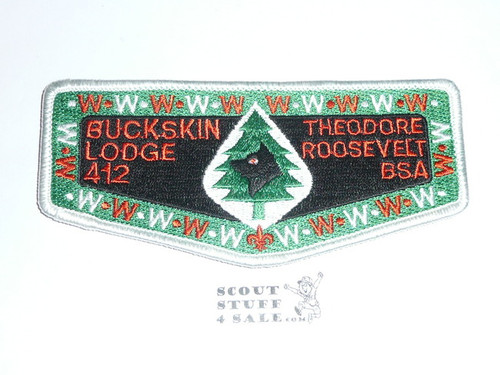 W W W W W W W W W W
W BUCKSKIN THEODORE W
W LODGE ROOSEVELT W
412 BSA
W W W W W W W W W W
SCOUT
STUFF
4 SALE.COM